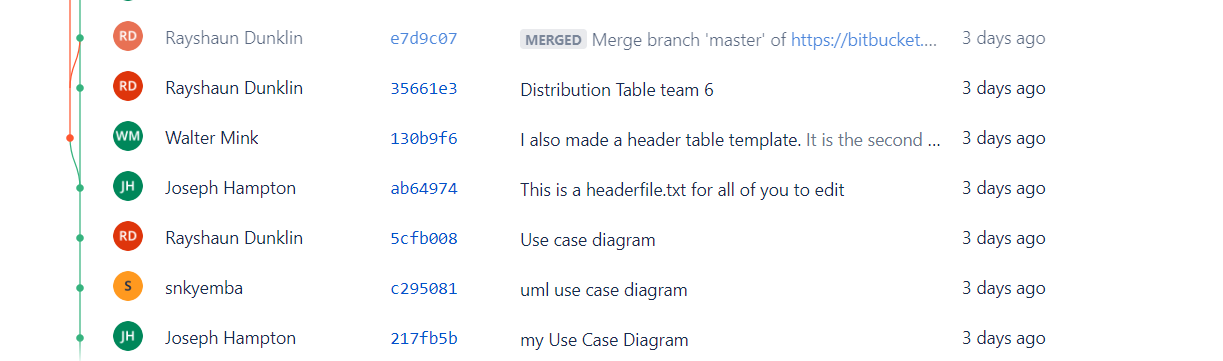 RD Rayshaun Dunklin e7d9c07 MERGED Merge branch 'master' of https://bitbucket.... 3 days ago
RD Rayshaun Dunklin 35661e3 Distribution Table team 6 3 days ago
WM Walter Mink 130b9f6 I also made a header table template. It is the second ... 3 days ago
JH Joseph Hampton ab64974 This is a headerfile.txt for all of you to edit 3 days ago
RD Rayshaun Dunklin 5cfb008 Use case diagram 3 days ago
S snkyemba c295081 uml use case diagram 3 days ago
JH Joseph Hampton 217fb5b my Use Case Diagram 3 days ago